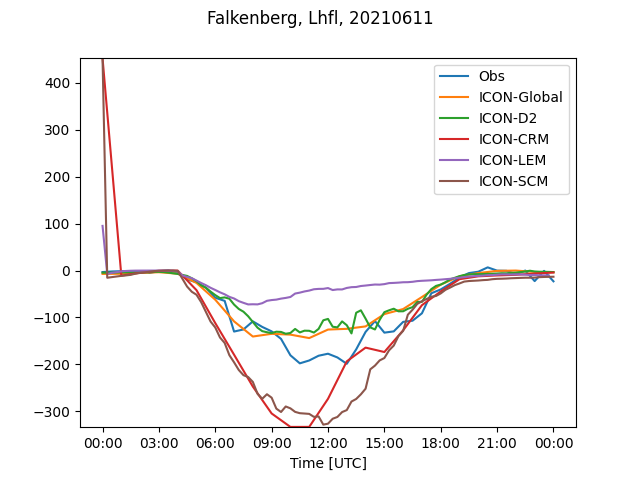 Falkenberg, Lhfl, 20210611
Obs
ICON-Global
ICON-D2
ICON-CRM
ICON-LEM
ICON-SCM
400
300
200
100
0
−100
−200
−300
00:00 03:00 06:00 09:00 12:00 15:00 18:00 21:00 00:00
Time [UTC]